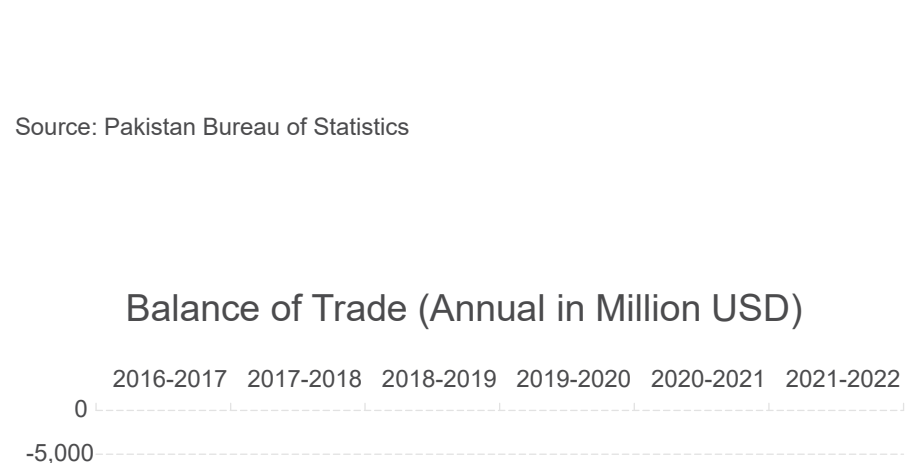 Source: Pakistan Bureau of Statistics
Balance of Trade (Annual in Million USD)
2016-2017 2017-2018 2018-2019 2019-2020 2020-2021 2021-2022
0
-5,000